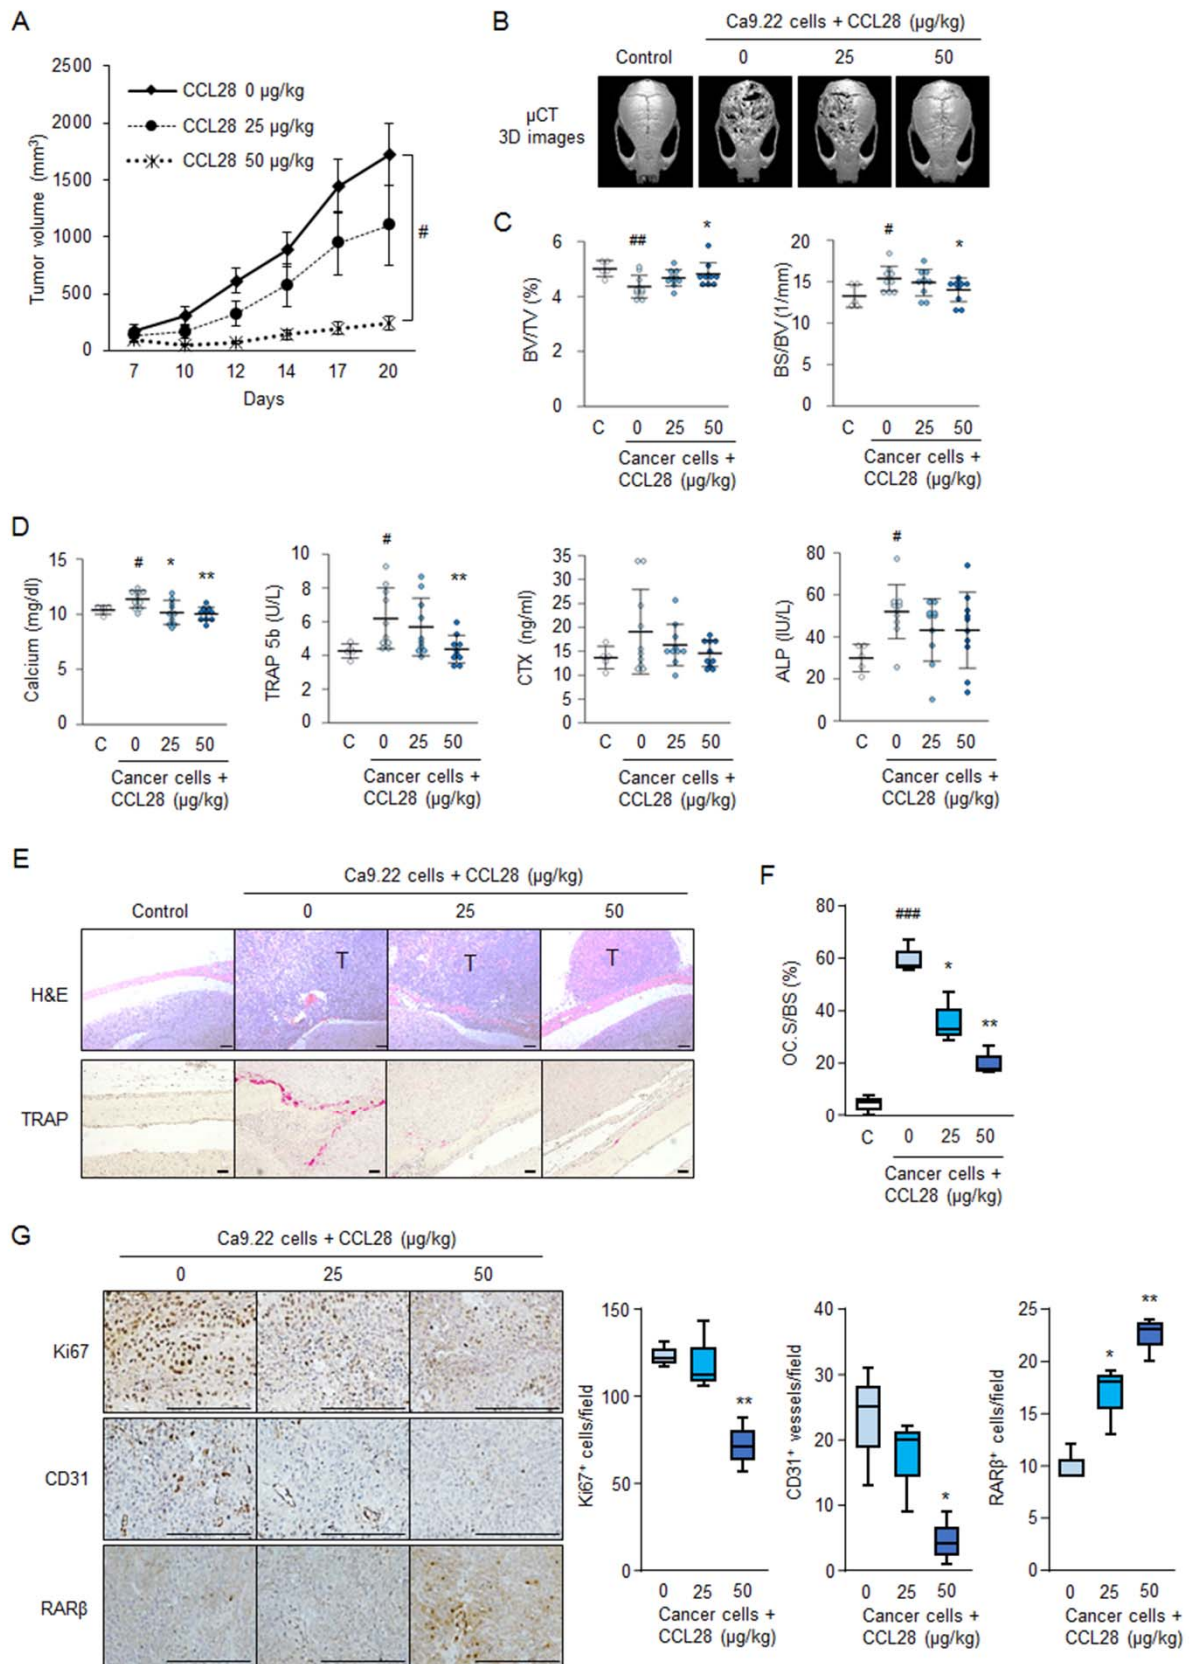 A
2500
2000
1500
1000
500
0
Tumor volume (mm³)
CCL28 0 µg/kg
CCL28 25 µg/kg
CCL28 50 µg/kg
#
7 10 12 14 17 20
Days
B
Ca9.22 cells + CCL28 (µg/kg)
Control 0 25 50
µCT
3D images
C
BV/TV (%)
6
4
2
0
## *
C 0 25 50
Cancer cells +
CCL28 (µg/kg)
BS/BV (1/mm)
20
15
10
5
0
# *
C 0 25 50
Cancer cells +
CCL28 (µg/kg)
D
Calcium (mg/dl)
15
10
5
0
# * **
C 0 25 50
Cancer cells +
CCL28 (µg/kg)
TRAP 5b (U/L)
10
8
6
4
2
0
# **
C 0 25 50
Cancer cells +
CCL28 (µg/kg)
CTX (ng/ml)
35
30
25
20
15
10
5
0
C 0 25 50
Cancer cells +
CCL28 (µg/kg)
ALP (IU/L)
80
60
40
20
0
#
C 0 25 50
Cancer cells +
CCL28 (µg/kg)
E
Ca9.22 cells + CCL28 (µg/kg)
Control 0 25 50
H&E
T T T
TRAP
F
OC.S/BS (%)
80
60
40
20
0
### * **
C 0 25 50
Cancer cells +
CCL28 (µg/kg)
G
Ca9.22 cells + CCL28 (µg/kg)
0 25 50
Ki67
CD31
RARβ
Ki67⁺ cells/field
150
100
50
0
**
0 25 50
Cancer cells +
CCL28 (µg/kg)
CD31⁺ vessels/field
40
30
20
10
0
*
0 25 50
Cancer cells +
CCL28 (µg/kg)
RARβ⁺ cells/field
25
20
15
10
5
0
* **
0 25 50
Cancer cells +
CCL28 (µg/kg)